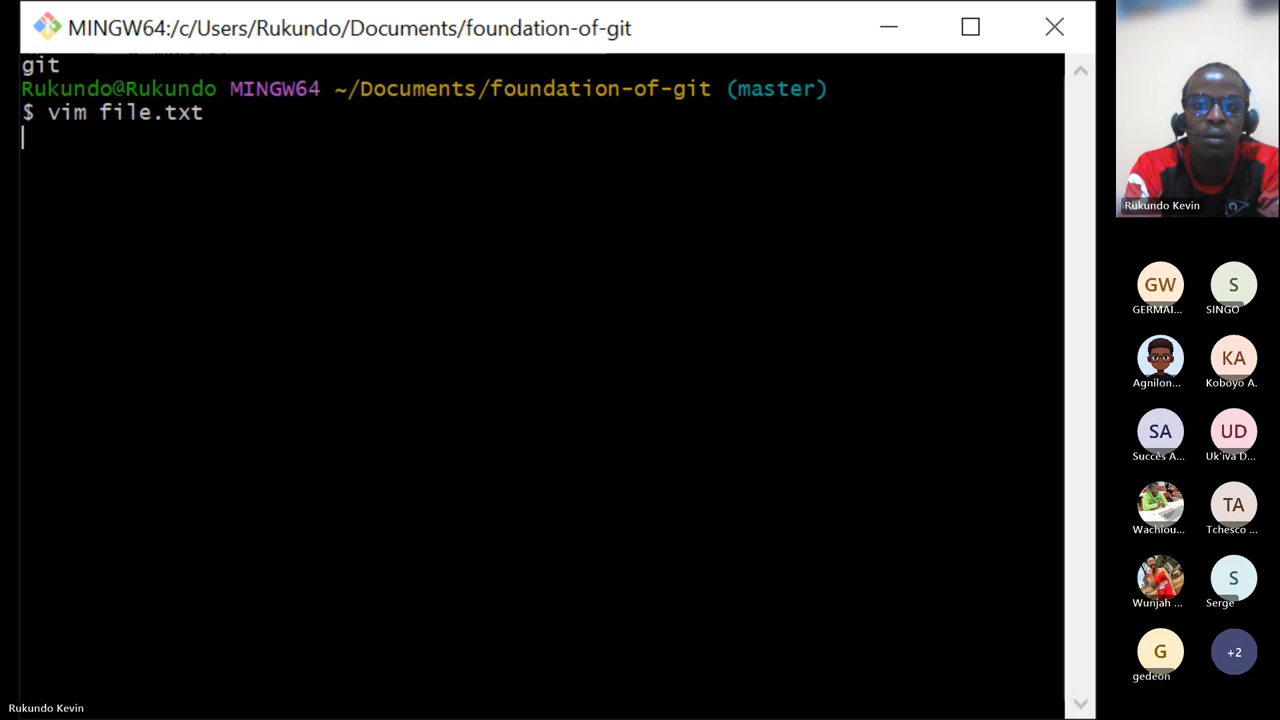 MINGW64:/c/Users/Rukundo/Documents/foundation-of-git
git
Rukundo@Rukundo MINGW64 ~/Documents/foundation-of-git (master)
$ vim file.txt
Rukundo Kevin
GW
GERMAI...
S
SINGO
Agnilon...
KA
Koboyo A.
SA
Succès A...
UD
Uk'iva D...
Wachiou...
TA
Tchesco ...
Wunjah ...
S
Serge
G
gedeon
+2
Rukundo Kevin